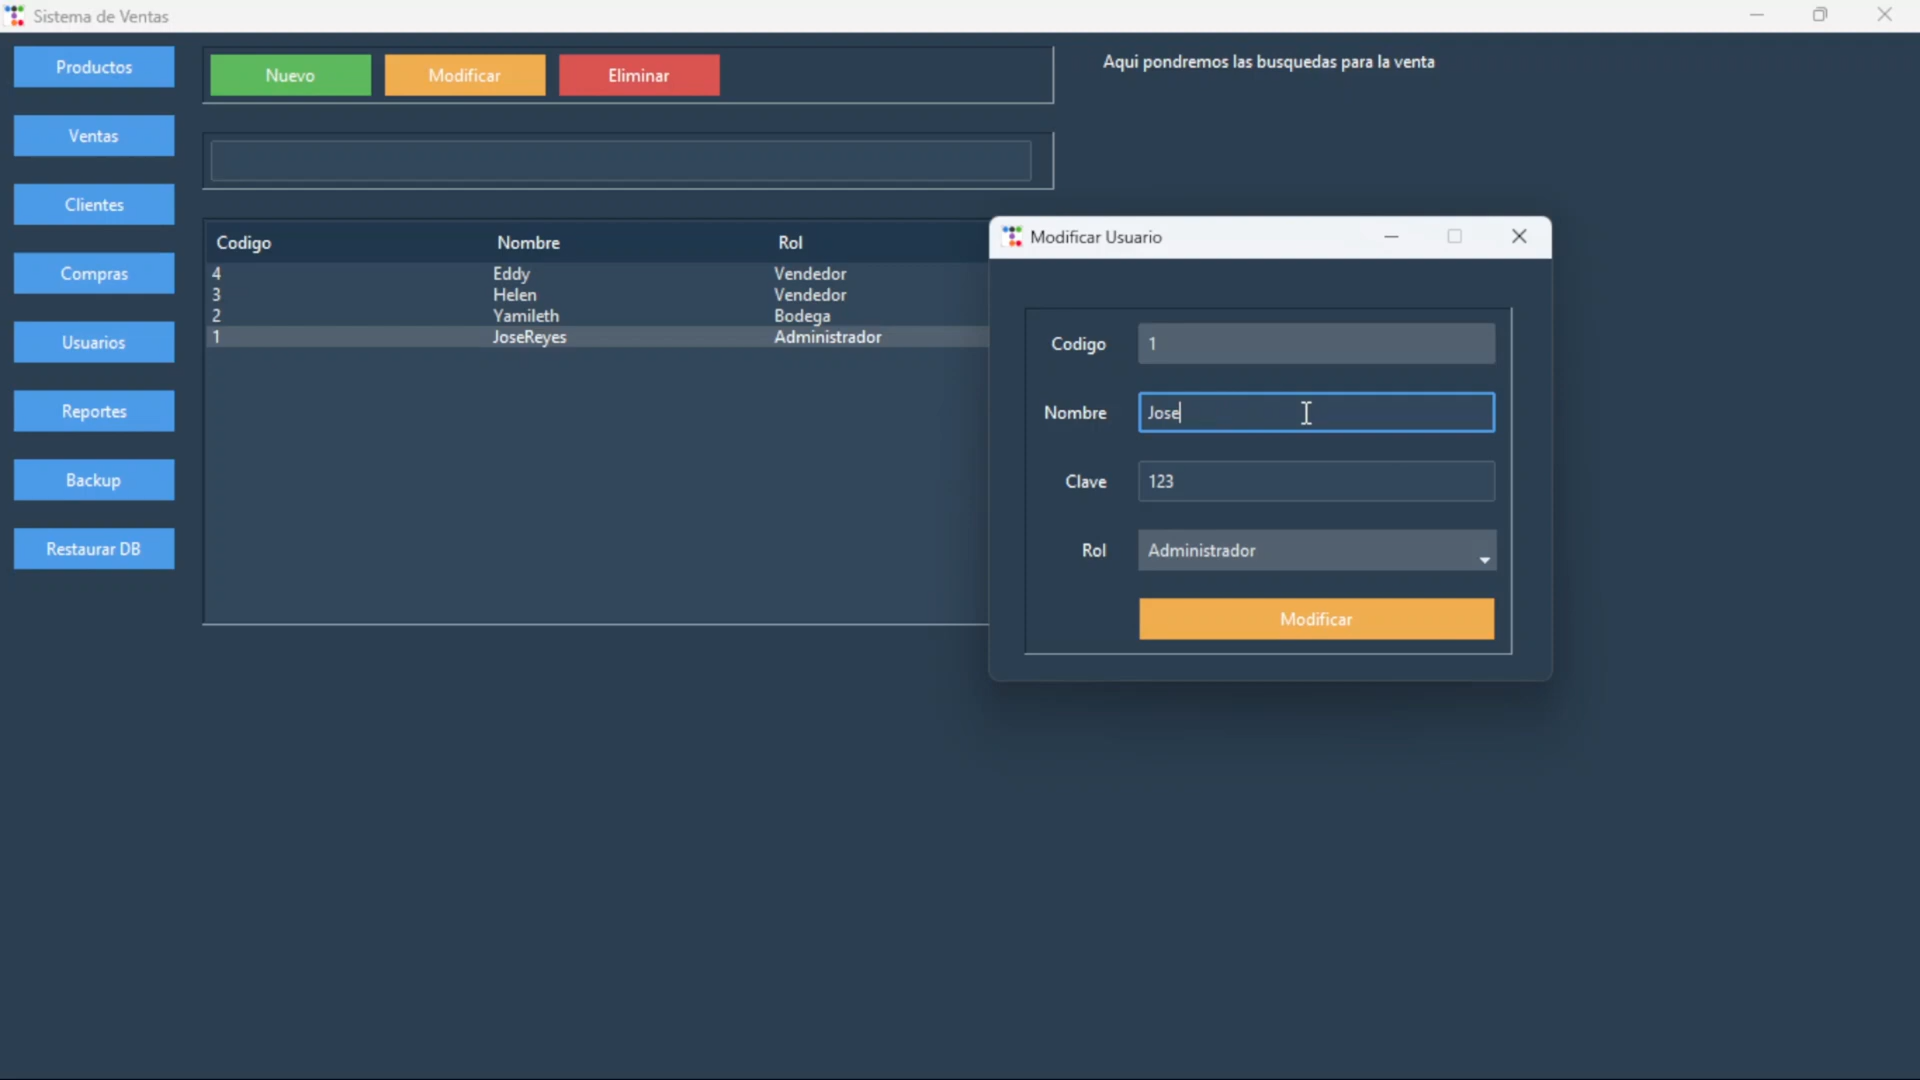 Sistema de Ventas
Productos
Ventas
Clientes
Compras
Usuarios
Reportes
Backup
Restaurar DB
Nuevo Modificar Eliminar
Aqui pondremos las busquedas para la venta
Codigo Nombre Rol
4 Eddy Vendedor
3 Helen Vendedor
2 Yamileth Bodega
1 JoseReyes Administrador
Modificar Usuario
Codigo 1
Nombre Jose
Clave 123
Rol Administrador
Modificar